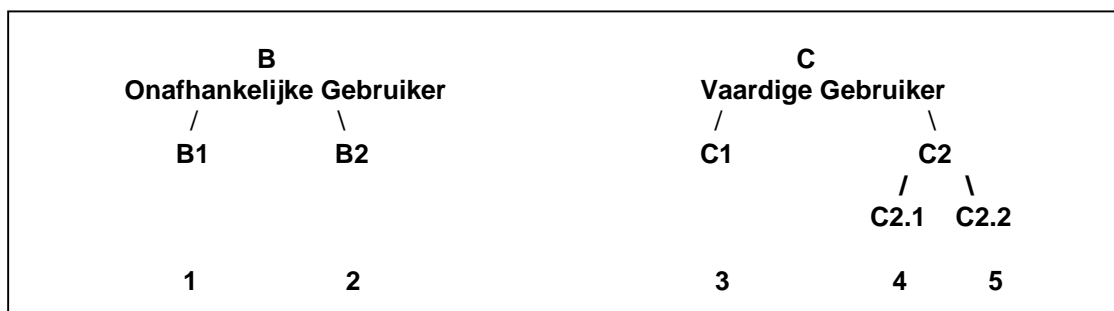 B C
Onafhankelijke Gebruiker Vaardige Gebruiker
/ \ / \
B1 B2 C1 C2
/ \
C2.1 C2.2
1 2 3 4 5